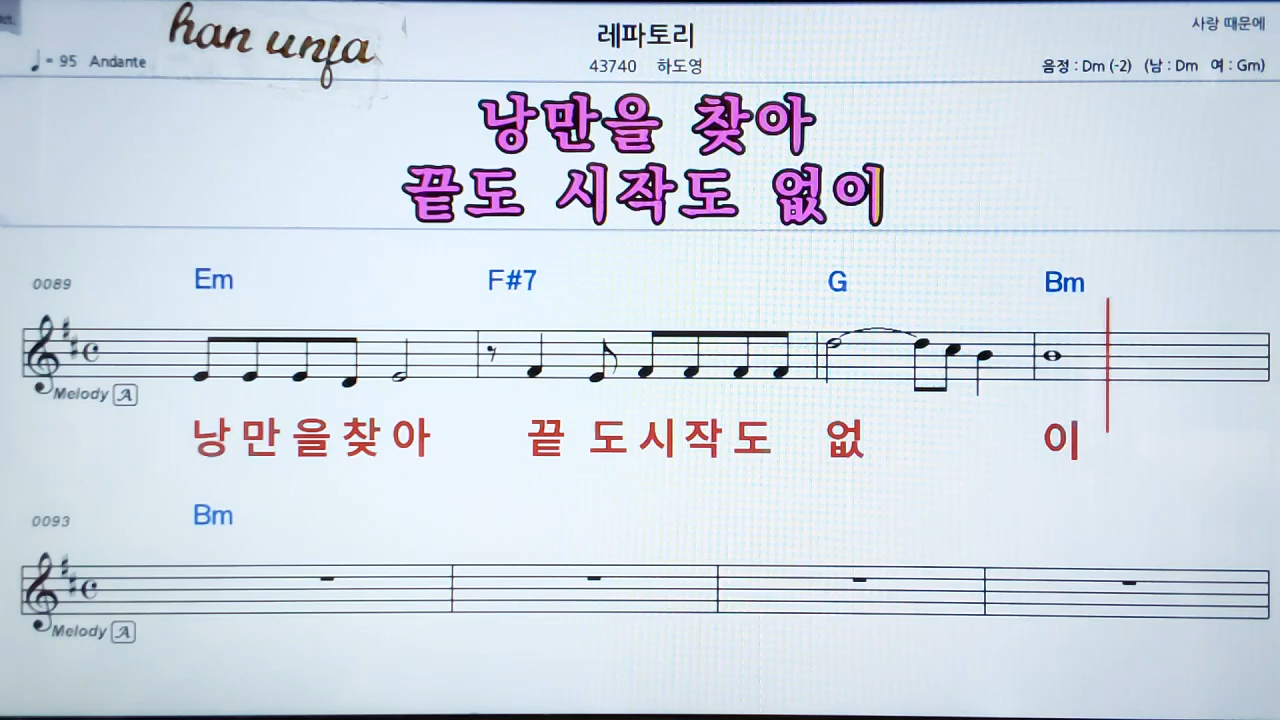 han unfa
레파토리
사랑 때문에
♩= 95 Andante
43740 하도영
음정 : Dm (-2) (남 : Dm 여 : Gm)
낭만을 찾아
끝도 시작도 없이
0089 Em F#7 G Bm
Melody A
낭만을찾아 끝 도시작도 없 이
0093 Bm
Melody A